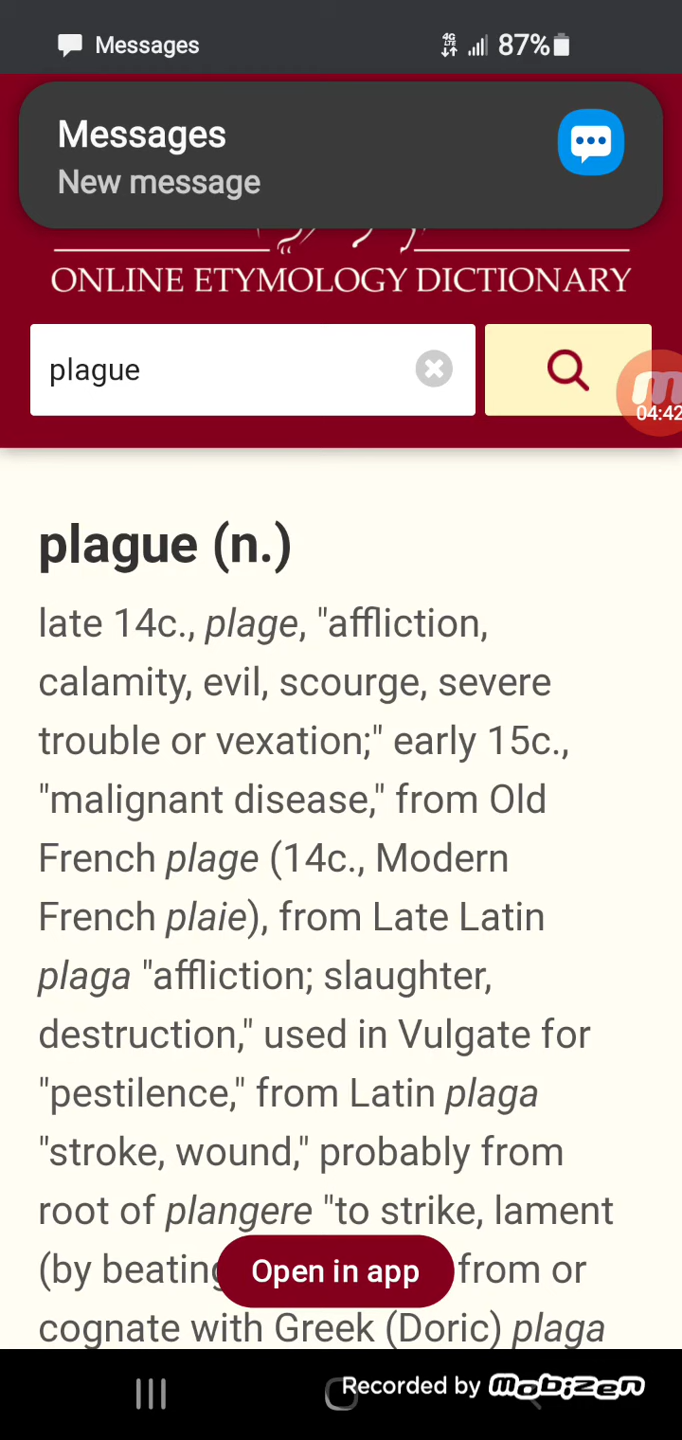 Messages
4G LTE 87%
Messages
New message
ONLINE ETYMOLOGY DICTIONARY
plague
04:42
plague (n.)
late 14c., plage, "affliction,
calamity, evil, scourge, severe
trouble or vexation;" early 15c.,
"malignant disease," from Old
French plage (14c., Modern
French plaie), from Late Latin
plaga "affliction; slaughter,
destruction," used in Vulgate for
"pestilence," from Latin plaga
"stroke, wound," probably from
root of plangere "to strike, lament
(by beating from or
Open in app
cognate with Greek (Doric) plaga
Recorded by mobizen